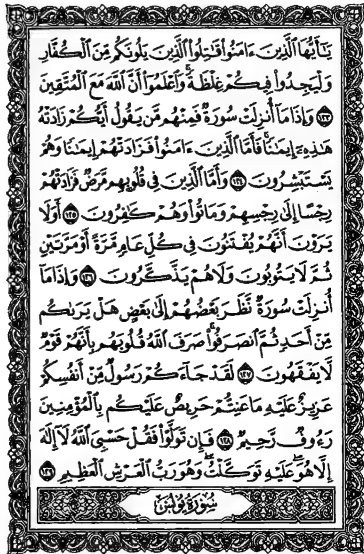 يَٰٓأَيُّهَا ٱلَّذِينَ ءَامَنُوا۟ قَٰتِلُوا۟ ٱلَّذِينَ يَلُونَكُم مِّنَ ٱلْكُفَّارِ
وَلْيَجِدُوا۟ فِيكُمْ غِلْظَةً ۚ وَٱعْلَمُوٓا۟ أَنَّ ٱللَّهَ مَعَ ٱلْمُتَّقِينَ
﴿١٢٣﴾ وَإِذَا مَآ أُنزِلَتْ سُورَةٌ فَمِنْهُم مَّن يَقُولُ أَيُّكُمْ زَادَتْهُ
هَٰذِهِۦٓ إِيمَٰنًا ۚ فَأَمَّا ٱلَّذِينَ ءَامَنُوا۟ فَزَادَتْهُمْ إِيمَٰنًا وَهُمْ
يَسْتَبْشِرُونَ ﴿١٢٤﴾ وَأَمَّا ٱلَّذِينَ فِى قُلُوبِهِم مَّرَضٌ فَزَادَتْهُمْ
رِجْسًا إِلَىٰ رِجْسِهِمْ وَمَاتُوا۟ وَهُمْ كَٰفِرُونَ ﴿١٢٥﴾ أَوَلَا
يَرَوْنَ أَنَّهُمْ يُفْتَنُونَ فِى كُلِّ عَامٍ مَّرَّةً أَوْ مَرَّتَيْنِ
ثُمَّ لَا يَتُوبُونَ وَلَا هُمْ يَذَّكَّرُونَ ﴿١٢٦﴾ وَإِذَا مَآ
أُنزِلَتْ سُورَةٌ نَّظَرَ بَعْضُهُمْ إِلَىٰ بَعْضٍ هَلْ يَرَىٰكُم
مِّنْ أَحَدٍ ثُمَّ ٱنصَرَفُوا۟ ۚ صَرَفَ ٱللَّهُ قُلُوبَهُم بِأَنَّهُمْ قَوْمٌ
لَّا يَفْقَهُونَ ﴿١٢٧﴾ لَقَدْ جَآءَكُمْ رَسُولٌ مِّنْ أَنفُسِكُمْ
عَزِيزٌ عَلَيْهِ مَا عَنِتُّمْ حَرِيصٌ عَلَيْكُم بِٱلْمُؤْمِنِينَ
رَءُوفٌ رَّحِيمٌ ﴿١٢٨﴾ فَإِن تَوَلَّوْا۟ فَقُلْ حَسْبِىَ ٱللَّهُ لَآ إِلَٰهَ
إِلَّا هُوَ ۖ عَلَيْهِ تَوَكَّلْتُ ۖ وَهُوَ رَبُّ ٱلْعَرْشِ ٱلْعَظِيمِ ﴿١٢٩﴾
سُورَةُ يُونُسَ